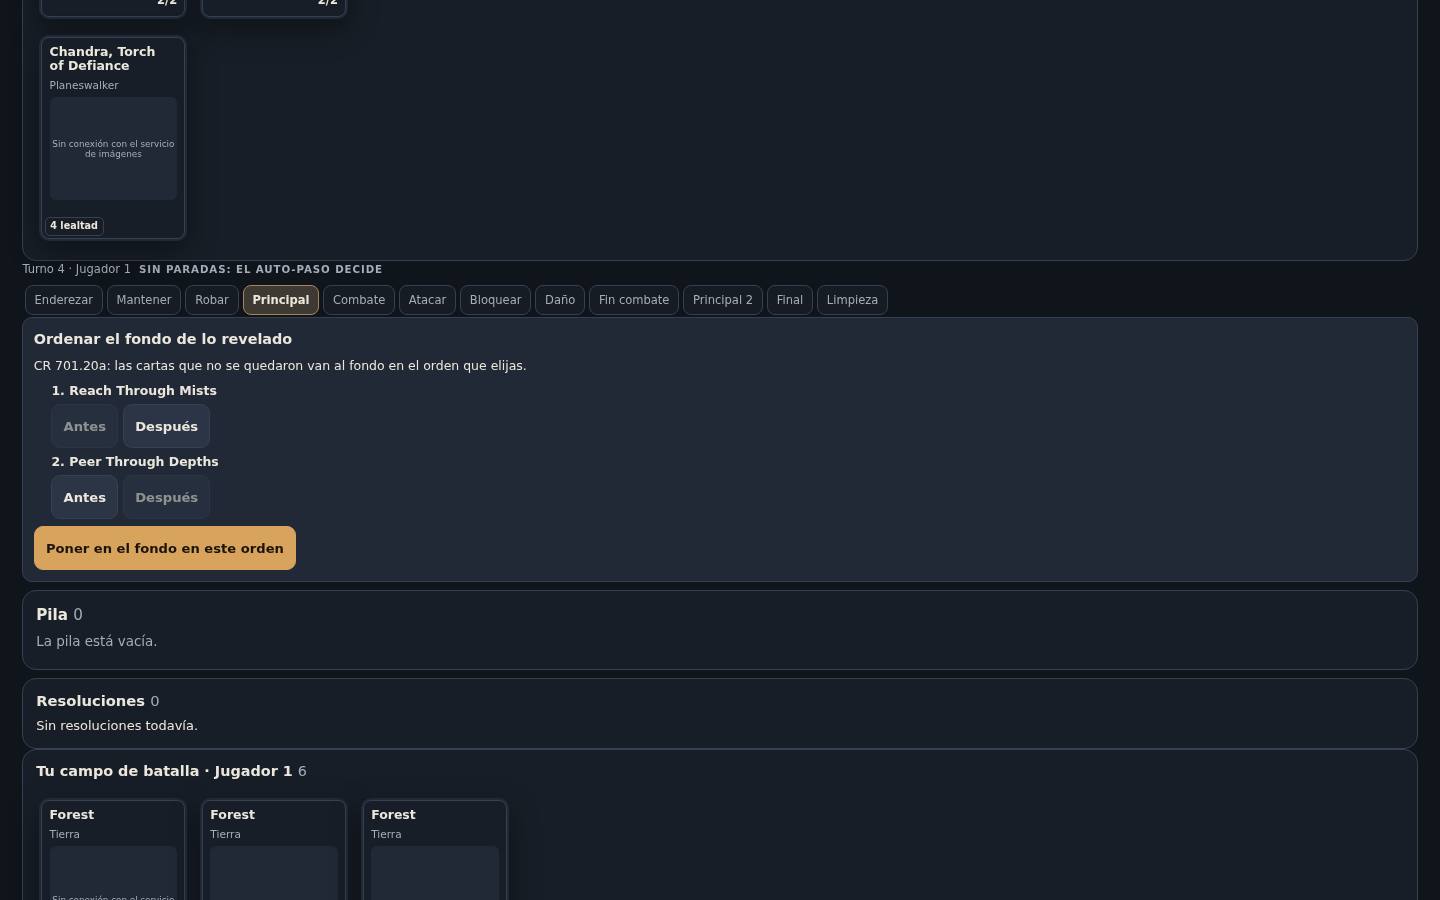 2/2
2/2
Chandra, Torch
of Defiance
Planeswalker
Sin conexión con el servicio
de imágenes
4 lealtad
Turno 4 · Jugador 1 SIN PARADAS: EL AUTO-PASO DECIDE
Enderezar Mantener Robar Principal Combate Atacar Bloquear Daño Fin combate Principal 2 Final Limpieza
Ordenar el fondo de lo revelado
CR 701.20a: las cartas que no se quedaron van al fondo en el orden que elijas.
1. Reach Through Mists
Antes Después
2. Peer Through Depths
Antes Después
Poner en el fondo en este orden
Pila 0
La pila está vacía.
Resoluciones 0
Sin resoluciones todavía.
Tu campo de batalla · Jugador 1 6
Forest Forest Forest
Tierra Tierra Tierra
Sin conexión con el servicio